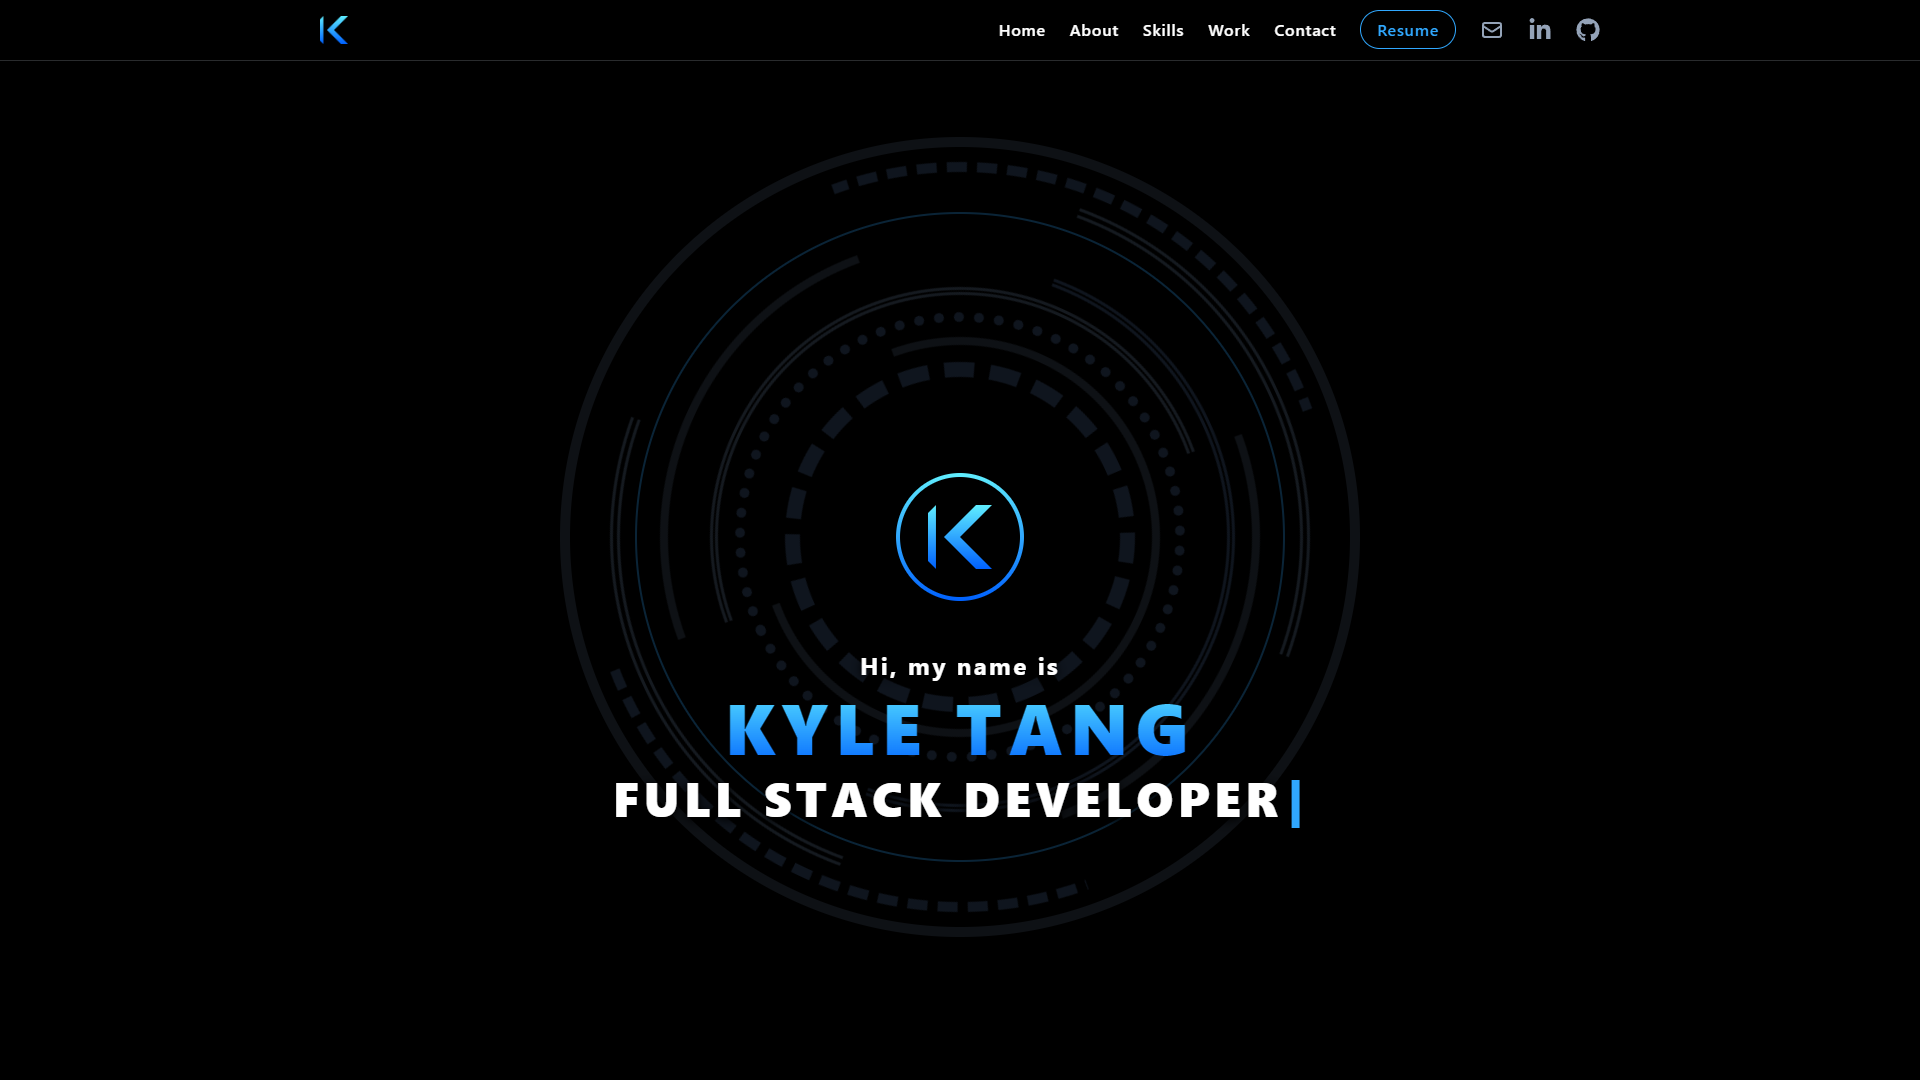 K
Home About Skills Work Contact Resume
K
Hi, my name is
KYLE TANG
FULL STACK DEVELOPER